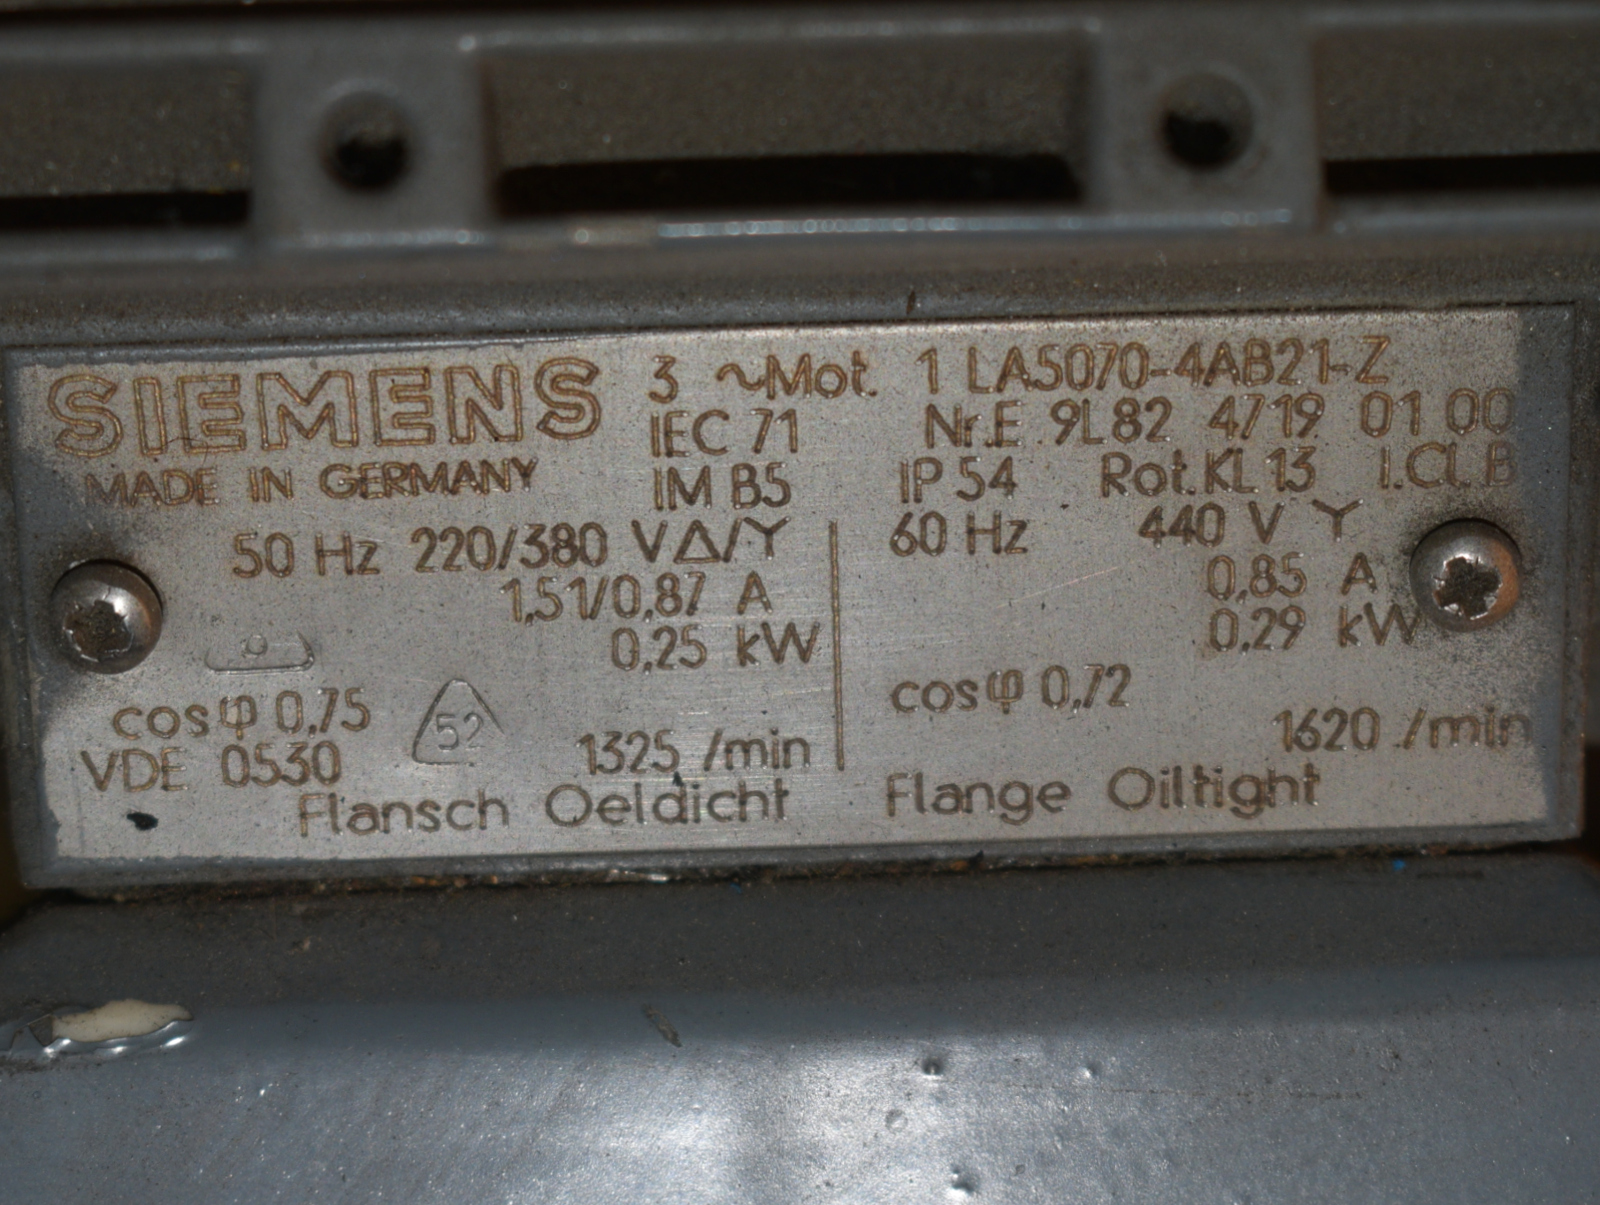 SIEMENS 3 ~Mot. 1 LA5070-4AB21-Z
IEC 71 Nr.E 9L82 4719 01 00
MADE IN GERMANY IM B5 IP 54 Rot.KL 13 I.Cl.B
50 Hz 220/380 V Δ/Y 60 Hz 440 V Y
1,51/0,87 A 0,85 A
0,25 kW 0,29 kW
cosφ 0,75 52 cosφ 0,72
VDE 0530 1325 /min 1620 /min
Flansch Oeldicht Flange Oiltight